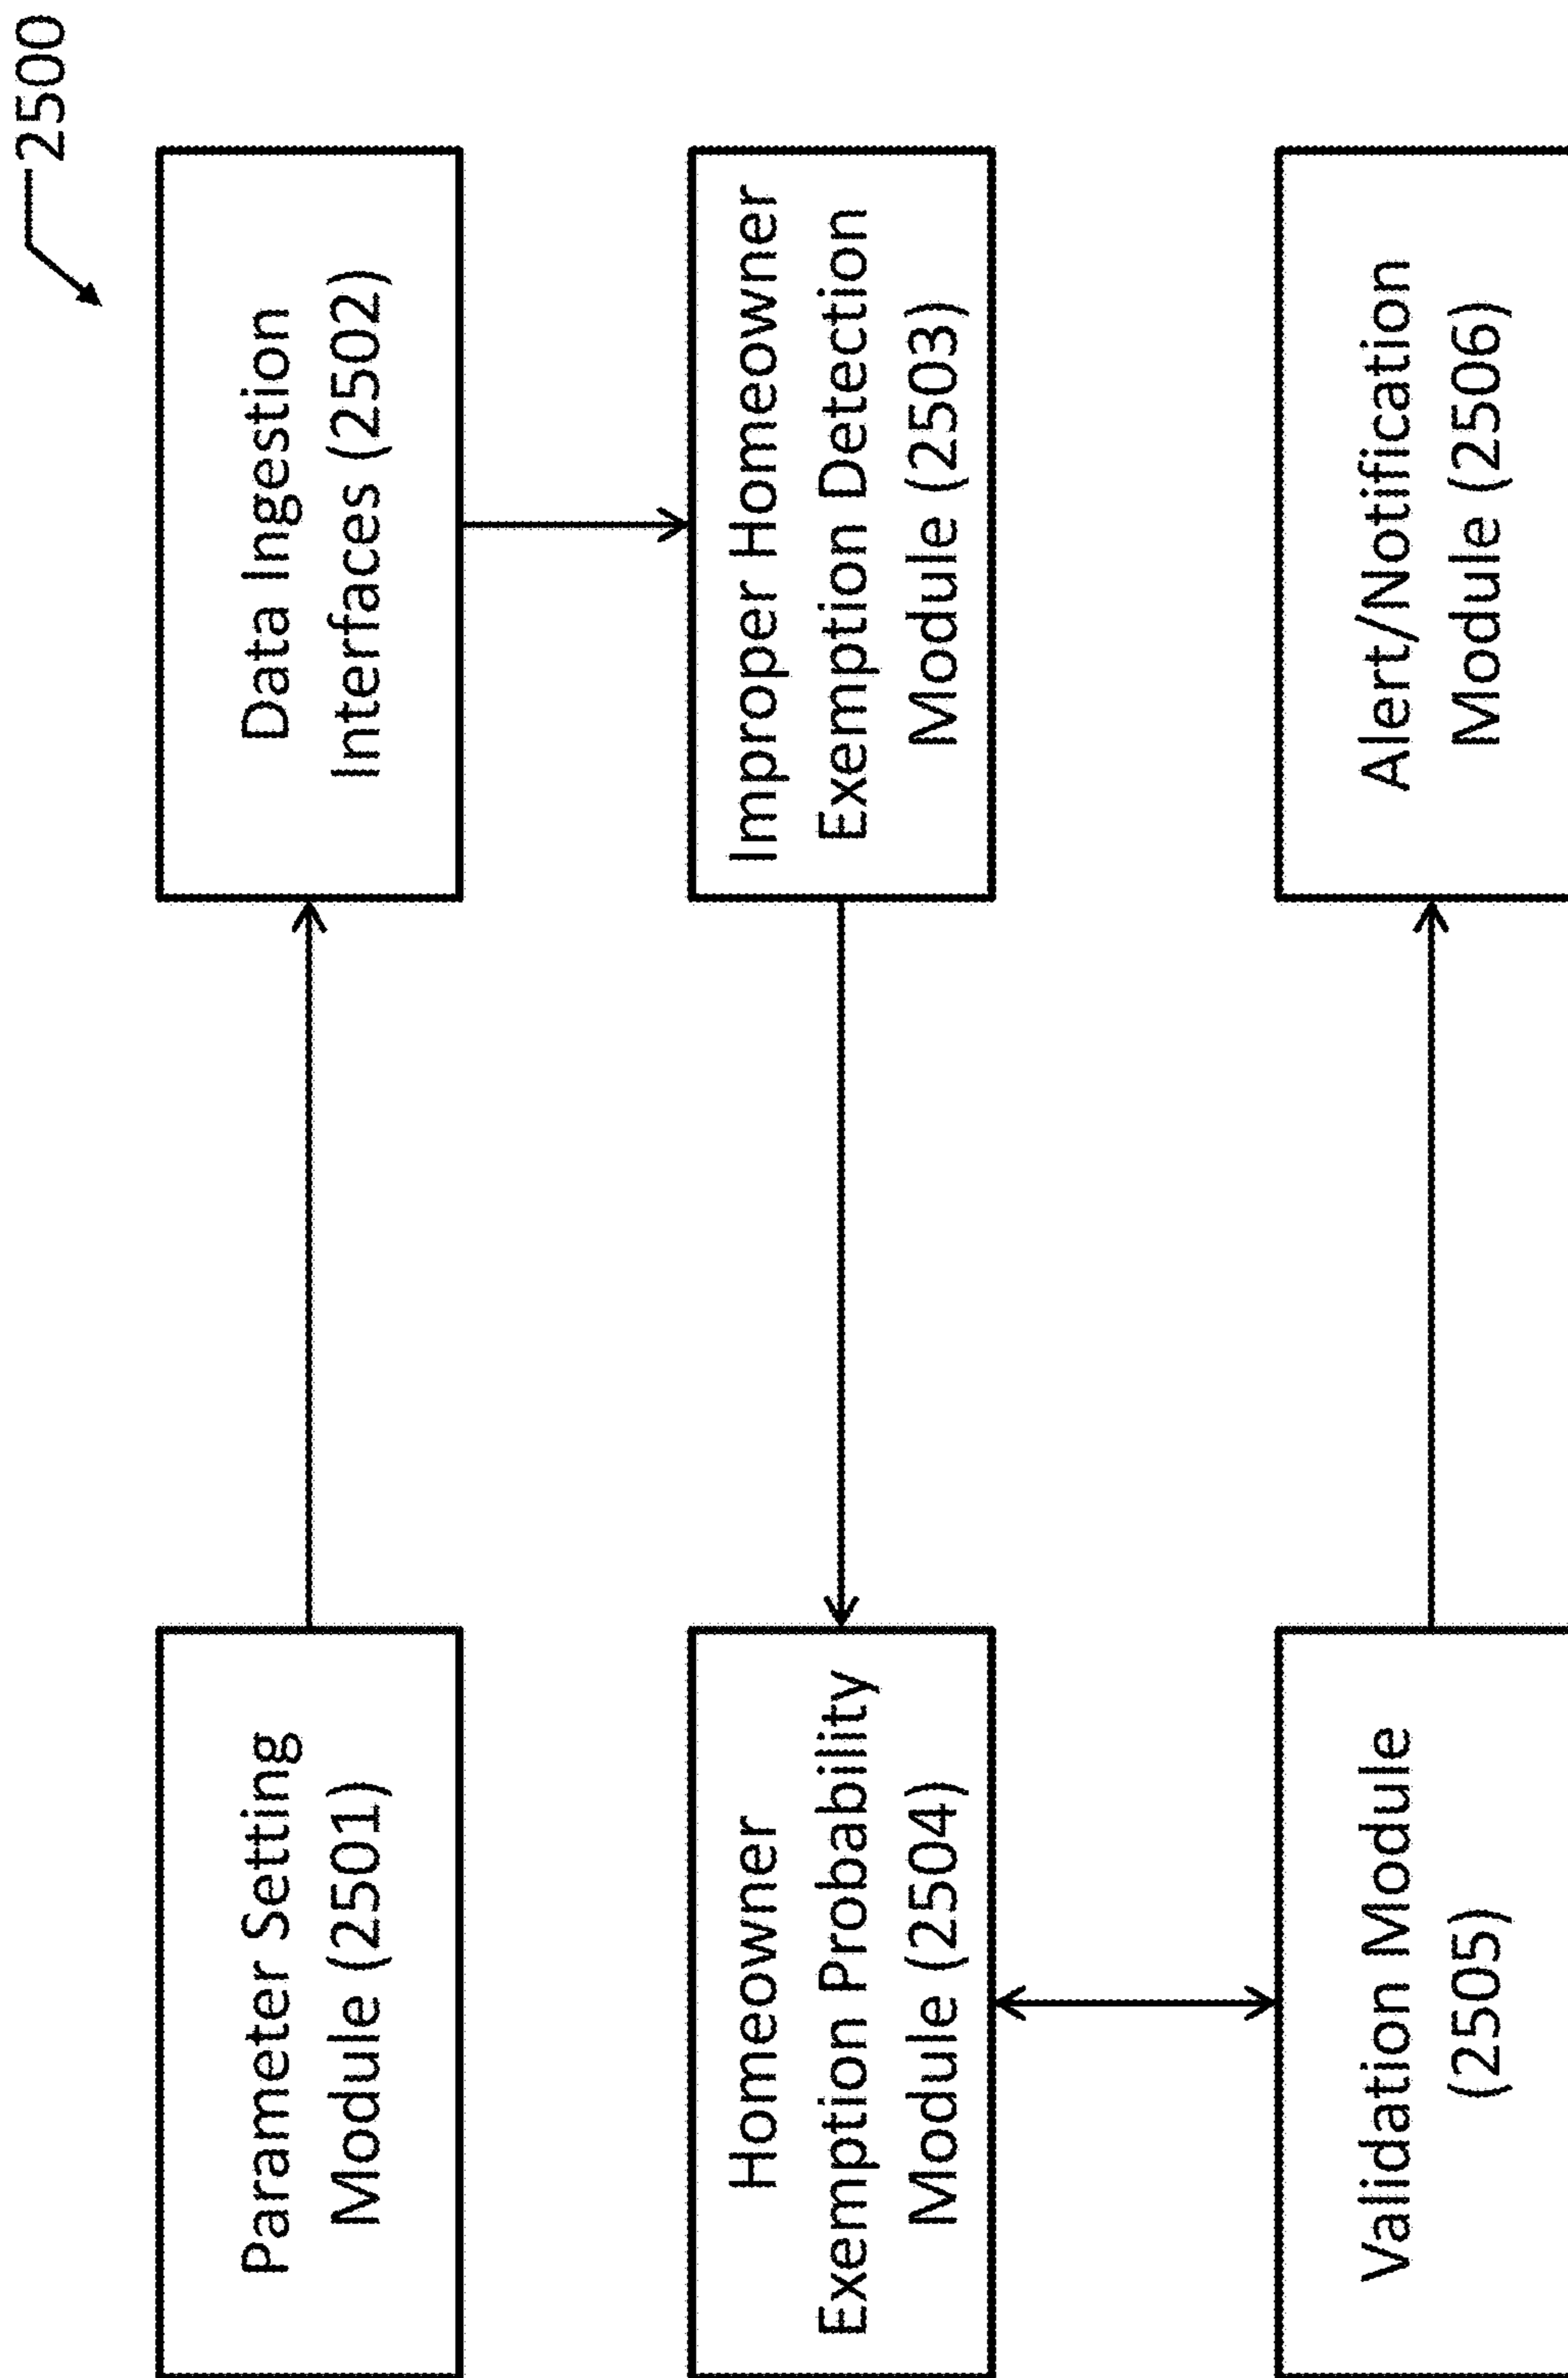 2500
Parameter Setting
Module (2501)
Data Ingestion
Interfaces (2502)
Homeowner
Exemption Probability
Module (2504)
Improper Homeowner
Exemption Detection
Module (2503)
Validation Module
(2505)
Alert/Notification
Module (2506)